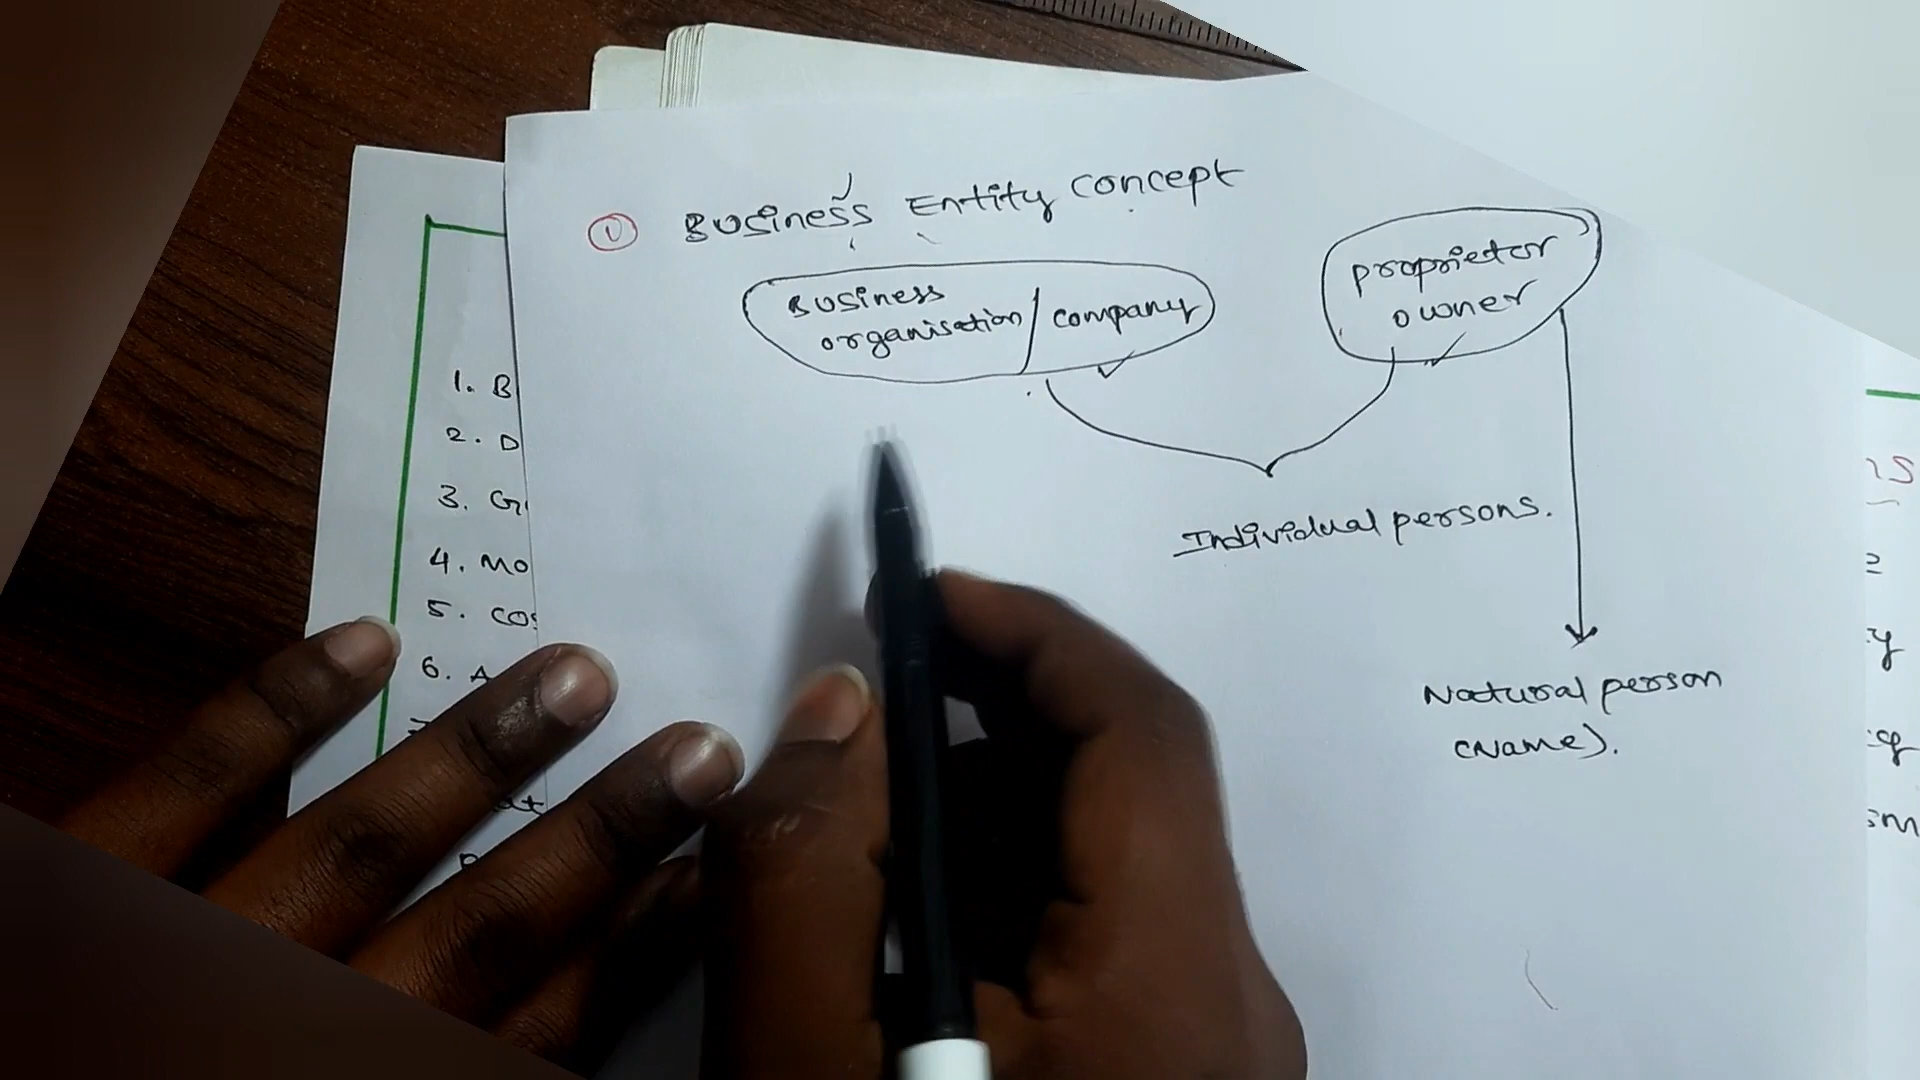 1 Business Entity Concept
Business
organisation / company
proprietor
owner
Individual persons.
Natural person
(Name).
1. B
2. D
3. G
4. Mo
5. COS
6. A